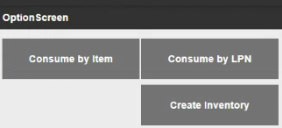 OptionScreen
Consume by Item
Consume by LPN
Create Inventory